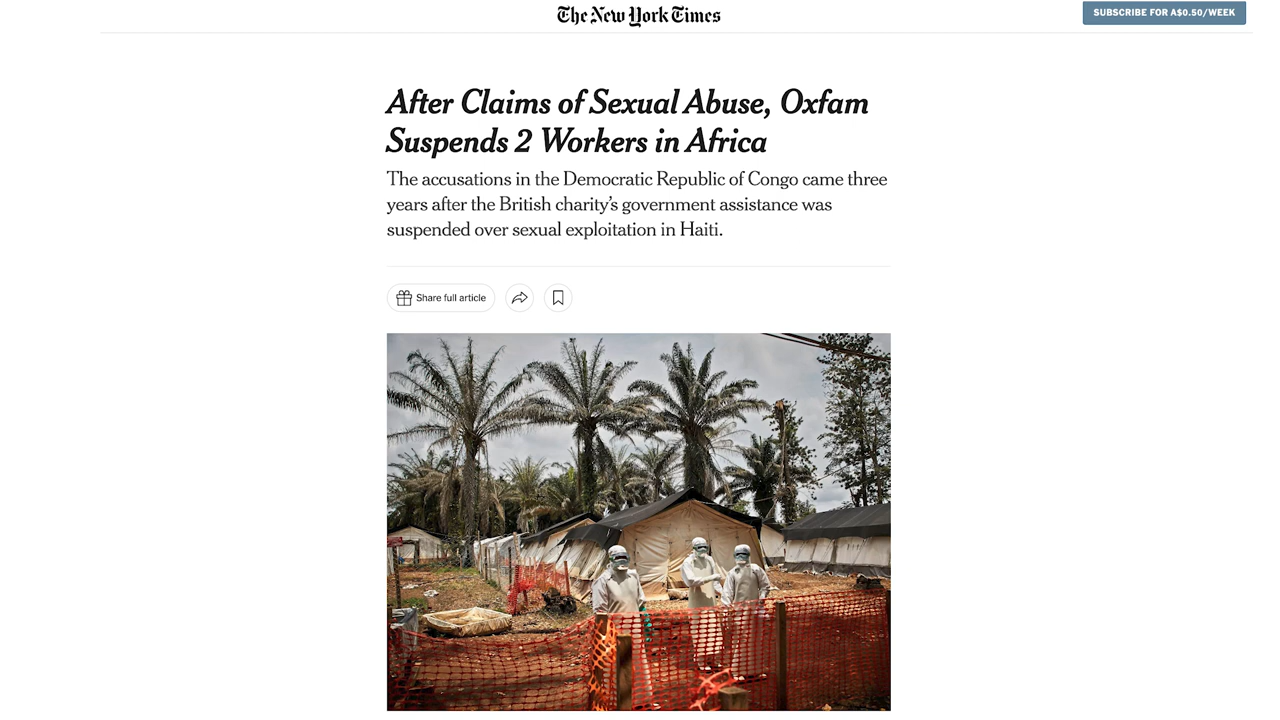 The New York Times
SUBSCRIBE FOR A$0.50/WEEK
After Claims of Sexual Abuse, Oxfam
Suspends 2 Workers in Africa
The accusations in the Democratic Republic of Congo came three
years after the British charity’s government assistance was
suspended over sexual exploitation in Haiti.
Share full article